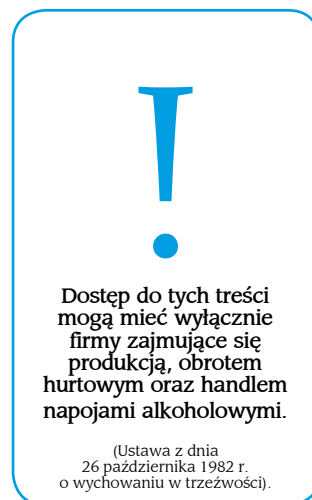 !
Dostęp do tych treści
mogą mieć wyłącznie
firmy zajmujące się
produkcją, obrotem
hurtowym oraz handlem
napojami alkoholowymi.
(Ustawa z dnia
26 października 1982 r.
o wychowaniu w trzeźwości).